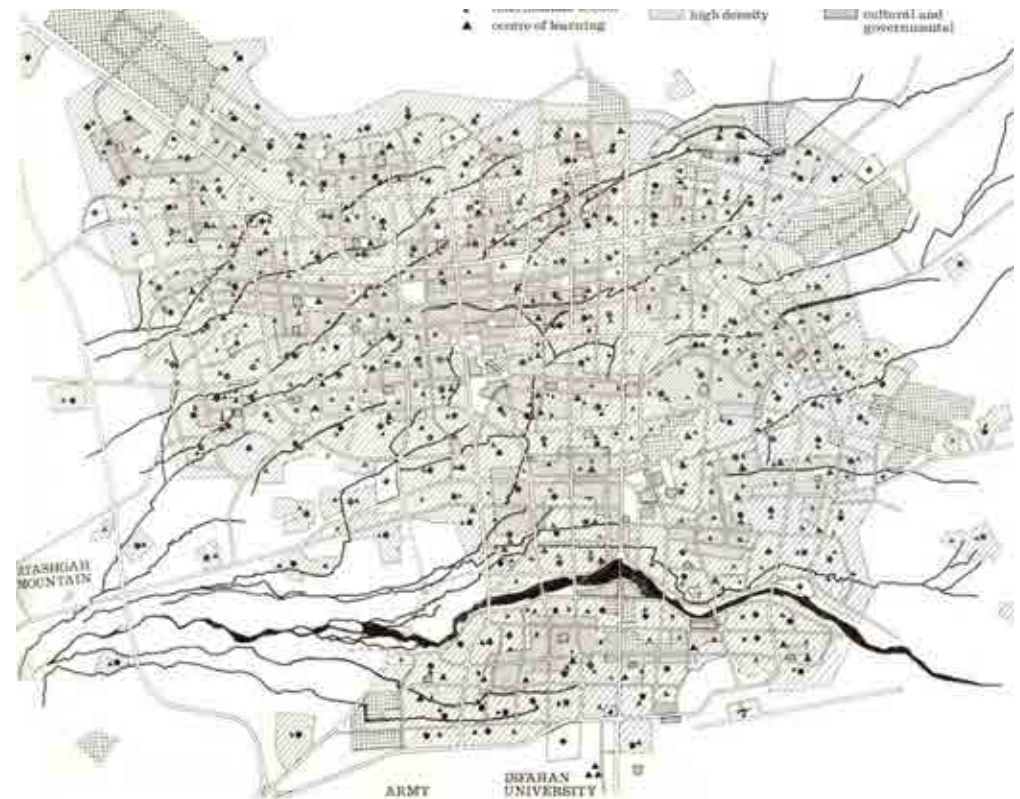 centre of learning
high density
cultural and
governmental
ATASHGAH
MOUNTAIN
ARMY
ISFAHAN
UNIVERSITY